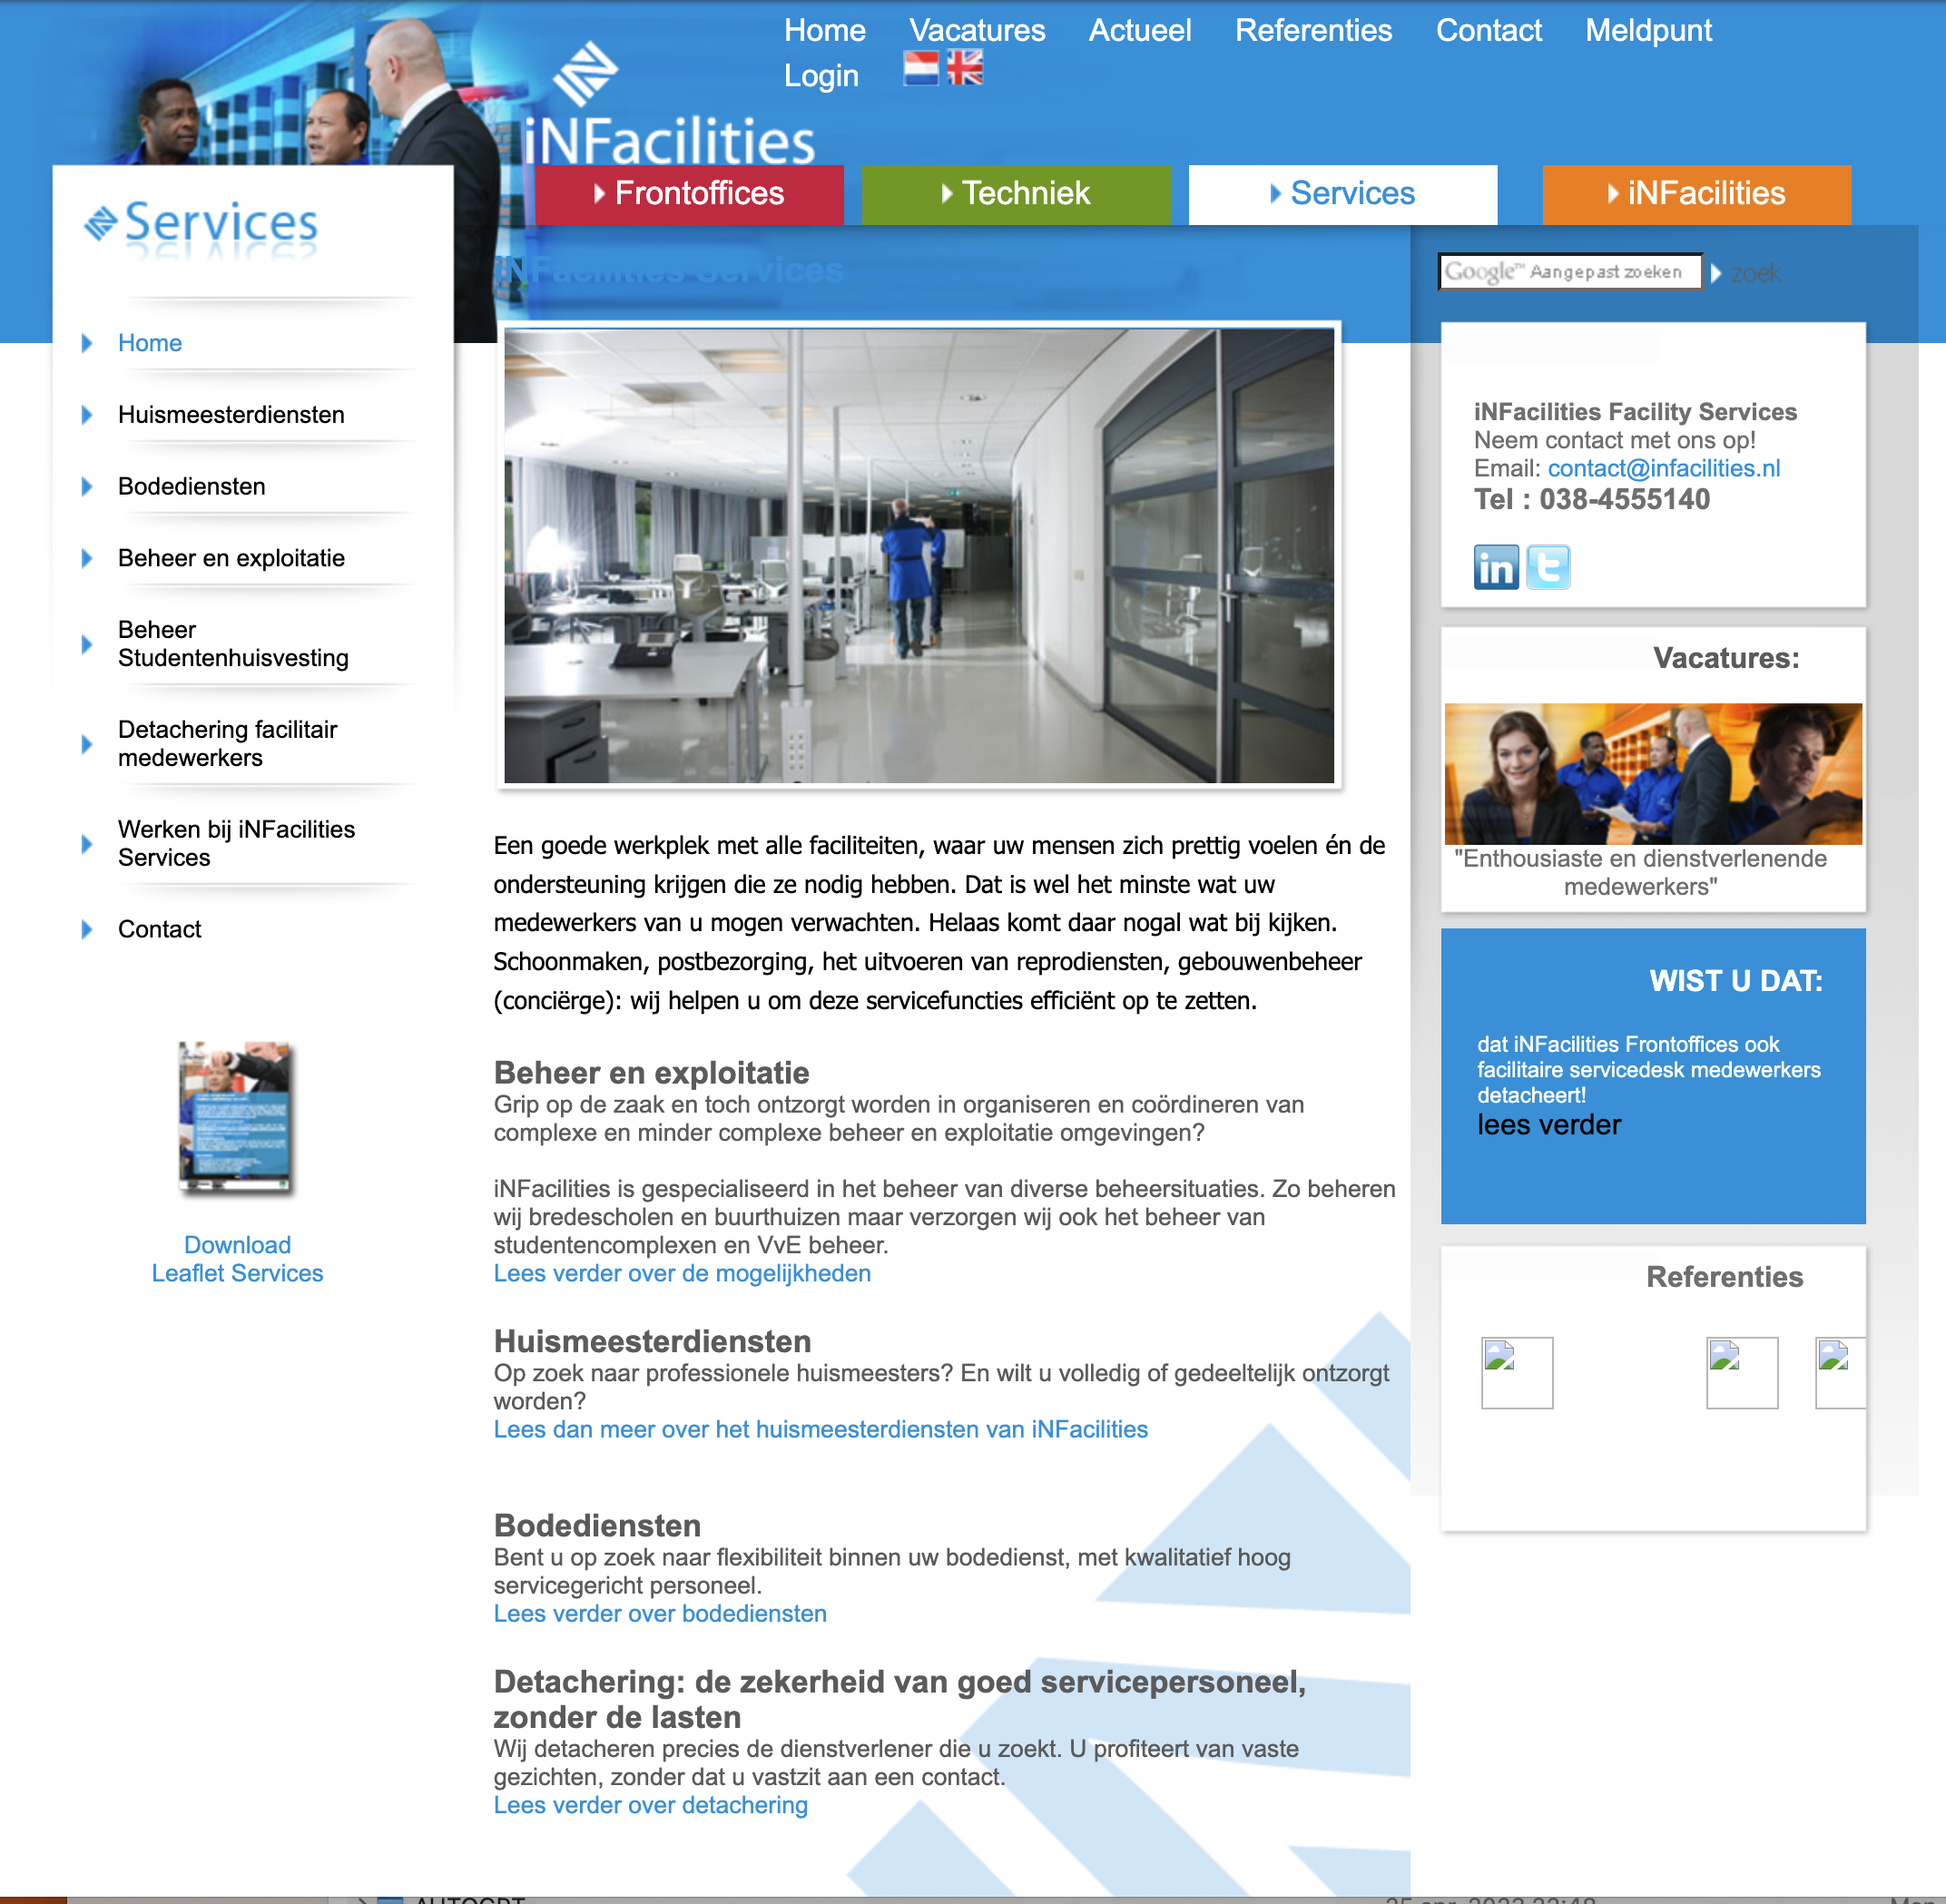 Home Vacatures Actueel Referenties Contact Meldpunt
Login
iNFacilities
Frontoffices
Techniek
Services
iNFacilities
Services
Home
Huismeesterdiensten
Bodediensten
Beheer en exploitatie
Beheer
Studentenhuisvesting
Detachering facilitair
medewerkers
Werken bij iNFacilities
Services
Contact
Download
Leaflet Services
iNFacilities Services
Een goede werkplek met alle faciliteiten, waar uw mensen zich prettig voelen én de
ondersteuning krijgen die ze nodig hebben. Dat is wel het minste wat uw
medewerkers van u mogen verwachten. Helaas komt daar nogal wat bij kijken.
Schoonmaken, postbezorging, het uitvoeren van reprodiensten, gebouwenbeheer
(conciërge): wij helpen u om deze servicefuncties efficiënt op te zetten.
Beheer en exploitatie
Grip op de zaak en toch ontzorgt worden in organiseren en coördineren van
complexe en minder complexe beheer en exploitatie omgevingen?
iNFacilities is gespecialiseerd in het beheer van diverse beheersituaties. Zo beheren
wij bredescholen en buurthuizen maar verzorgen wij ook het beheer van
studentencomplexen en VvE beheer.
Lees verder over de mogelijkheden
Huismeesterdiensten
Op zoek naar professionele huismeesters? En wilt u volledig of gedeeltelijk ontzorgt
worden?
Lees dan meer over het huismeesterdiensten van iNFacilities
Bodediensten
Bent u op zoek naar flexibiliteit binnen uw bodedienst, met kwalitatief hoog
servicegericht personeel.
Lees verder over bodediensten
Detachering: de zekerheid van goed servicepersoneel,
zonder de lasten
Wij detacheren precies de dienstverlener die u zoekt. U profiteert van vaste
gezichten, zonder dat u vastzit aan een contact.
Lees verder over detachering
Google™ Aangepast zoeken
zoek
iNFacilities Facility Services
Neem contact met ons op!
Email: contact@infacilities.nl
Tel : 038-4555140
in t
Vacatures:
"Enthousiaste en dienstverlenende
medewerkers"
WIST U DAT:
dat iNFacilities Frontoffices ook
facilitaire servicedesk medewerkers
detacheert!
lees verder
Referenties